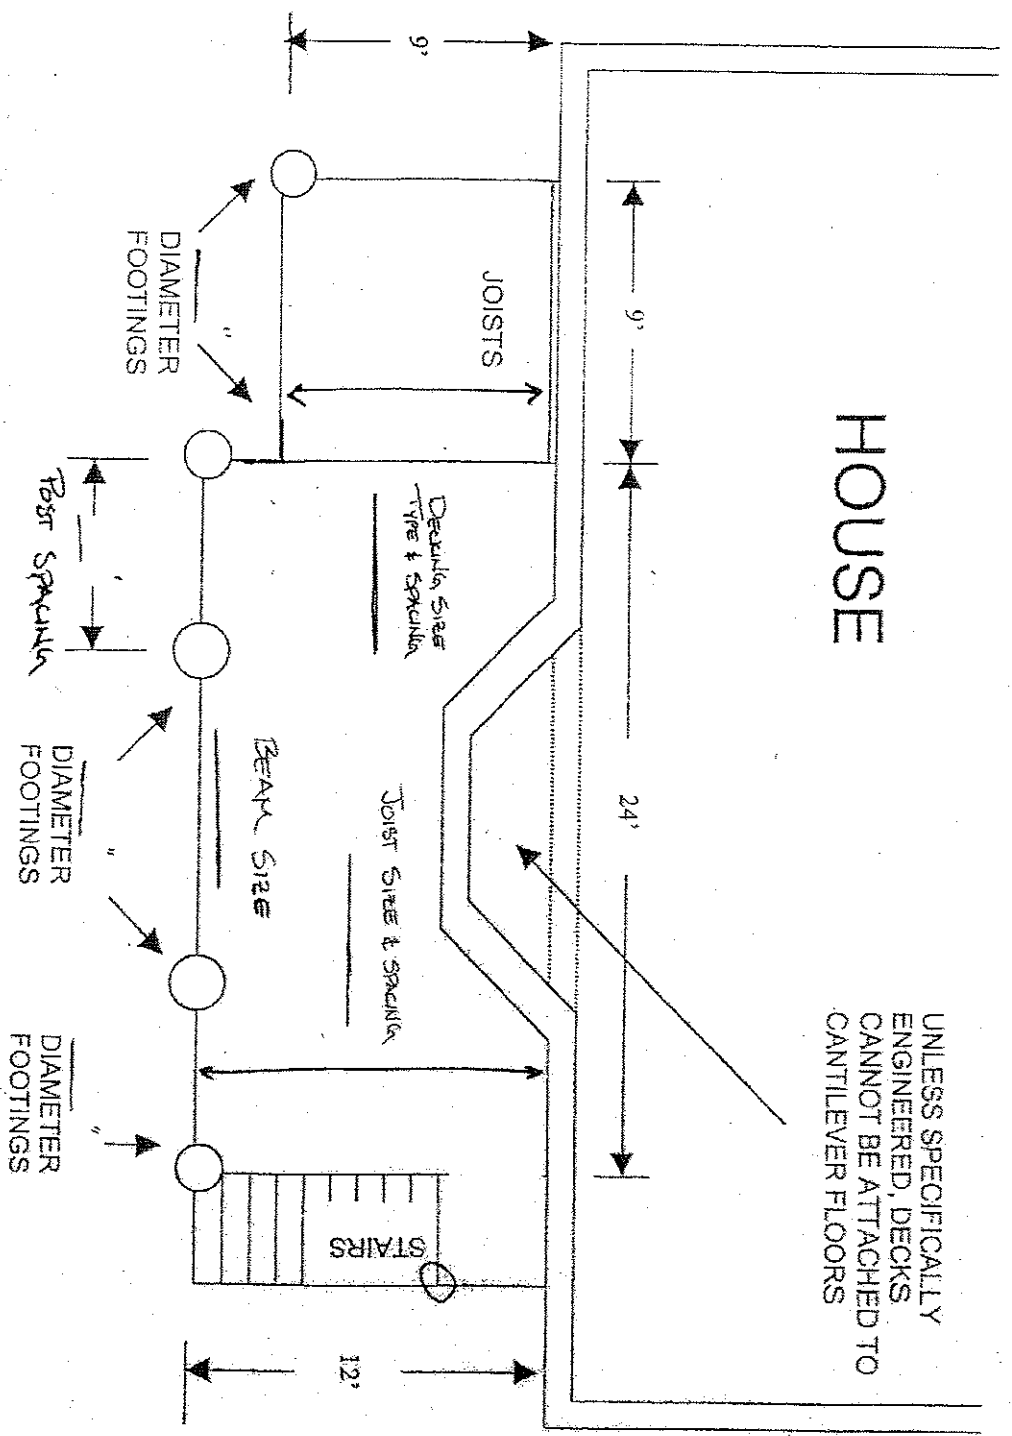 HOUSE
UNLESS SPECIFICALLY
ENGINEERED, DECKS
CANNOT BE ATTACHED TO
CANTILEVER FLOORS
9'
24'
9'
12'
JOISTS
DECKING SIZE
TYPE & SPACING
JOIST SIZE & SPACING
STAIRS
BEAM SIZE
"
DIAMETER
FOOTINGS
'
POST SPACING
"
DIAMETER
FOOTINGS
"
DIAMETER
FOOTINGS